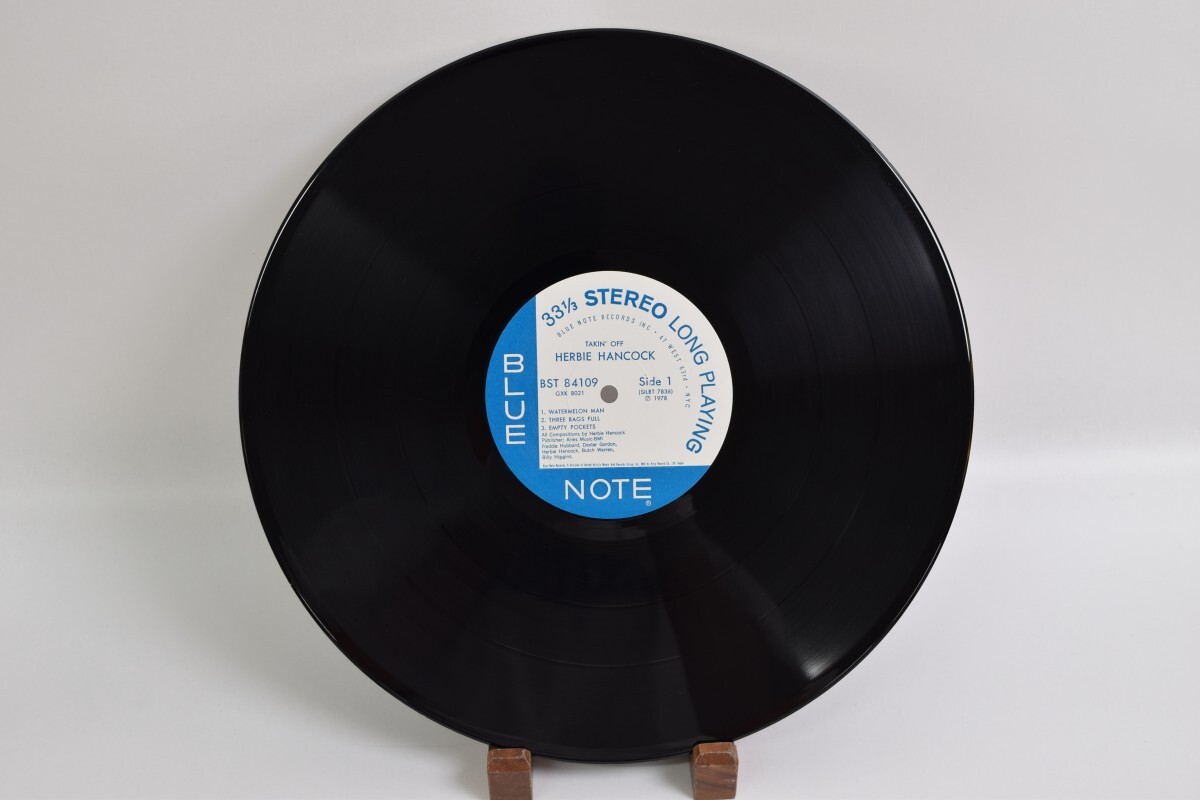 33⅓ STEREO LONG PLAYING
BLUE NOTE RECORDS INC • 47 WEST 63rd • NYC
TAKIN' OFF
HERBIE HANCOCK
BST 84109
GXK 8021
Side 1
(SILBT 7836)
Ⓟ 1978
1. WATERMELON MAN
2. THREE BAGS FULL
3. EMPTY POCKETS
All Compositions by Herbie Hancock
Publisher: Aries Music-BMI
Freddie Hubbard, Dexter Gordon,
Herbie Hancock, Butch Warren,
Billy Higgins.
BLUE
NOTE®